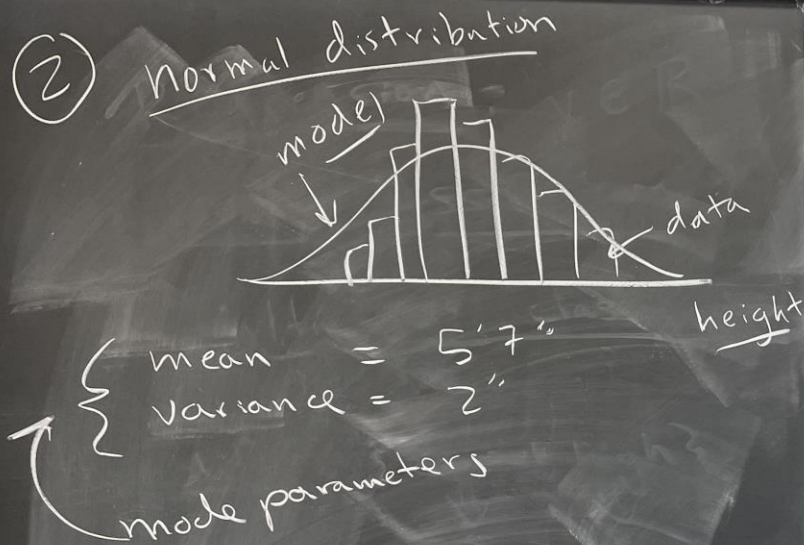 2 normal distribution
model
data
height
mean = 5'7"
variance = 2"
mode parameters